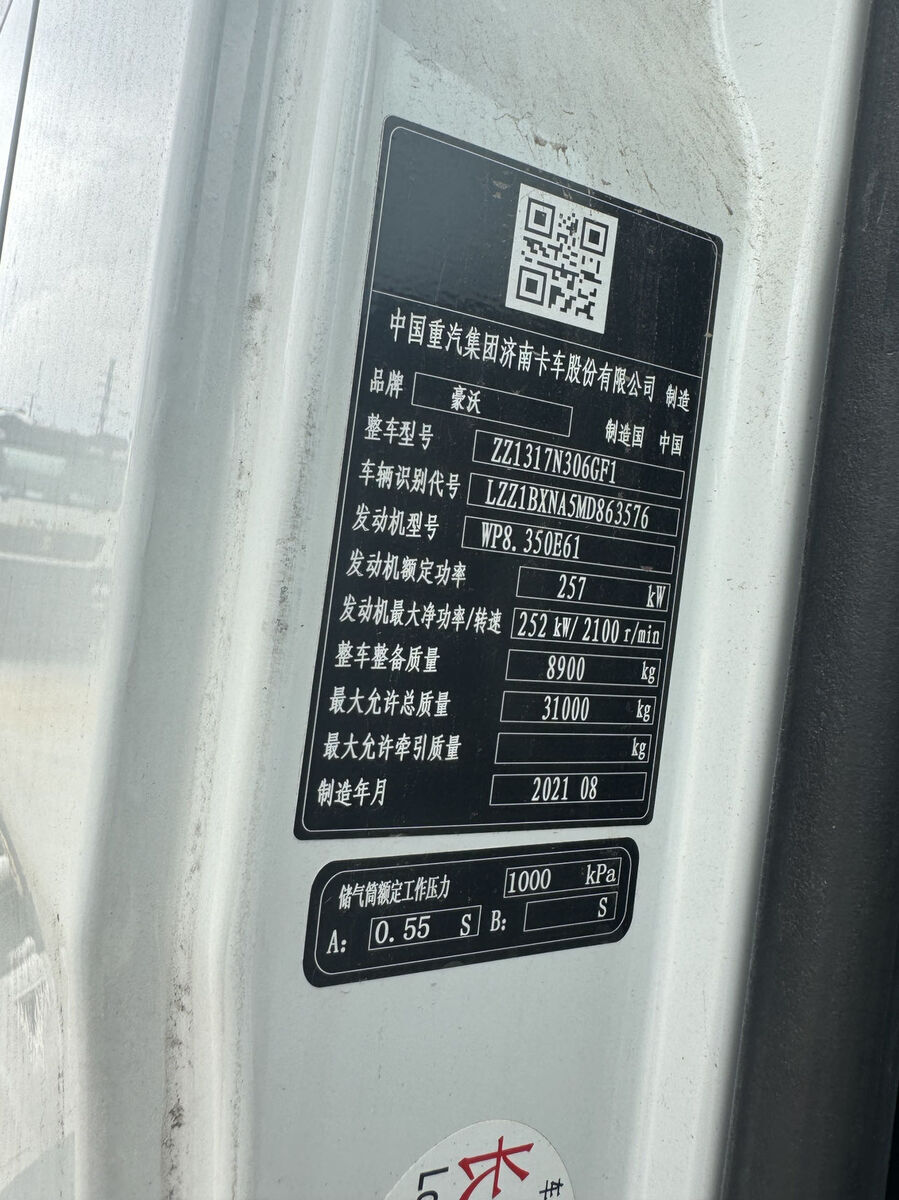 中国重汽集团济南卡车股份有限公司 制造
品牌 豪沃 制造国 中国
整车型号 ZZ1317N306GF1
车辆识别代号 LZZ1BXNA5MD863576
发动机型号 WP8.350E61
发动机额定功率 257 kW
发动机最大净功率/转速 252 kW/ 2100 r/min
整车整备质量 8900 kg
最大允许总质量 31000 kg
最大允许牵引质量 kg
制造年月 2021 08
储气筒额定工作压力 1000 kPa
A: 0.55 S B: S
车